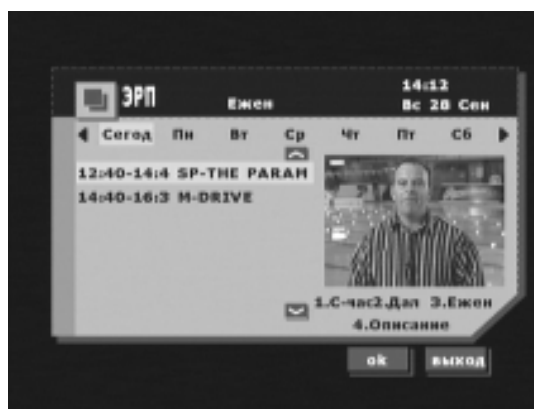 ЭРП
Ежен
14:12
Вс 28 Сен
Сегод Пн Вт Ср Чт Пт Сб
12:40-14:4 SP-THE PARAM
14:40-16:3 M-DRIVE
1.С-час2.Дал 3.Ежен
4.Описание
ok выход